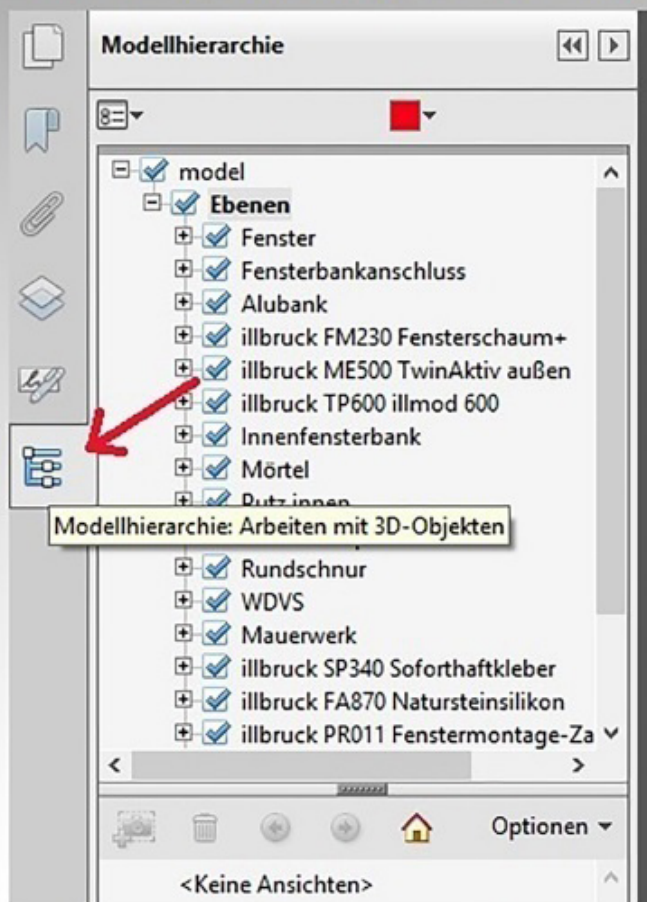 Modellhierarchie
model
Ebenen
Fenster
Fensterbankanschluss
Alubank
illbruck FM230 Fensterschaum+
illbruck ME500 TwinAktiv außen
illbruck TP600 illmod 600
Innenfensterbank
Mörtel
Putz innen
Modellhierarchie: Arbeiten mit 3D-Objekten
Rundschnur
WDVS
Mauerwerk
illbruck SP340 Soforthaftkleber
illbruck FA870 Natursteinsilikon
illbruck PR011 Fenstermontage-Za
Optionen
<Keine Ansichten>